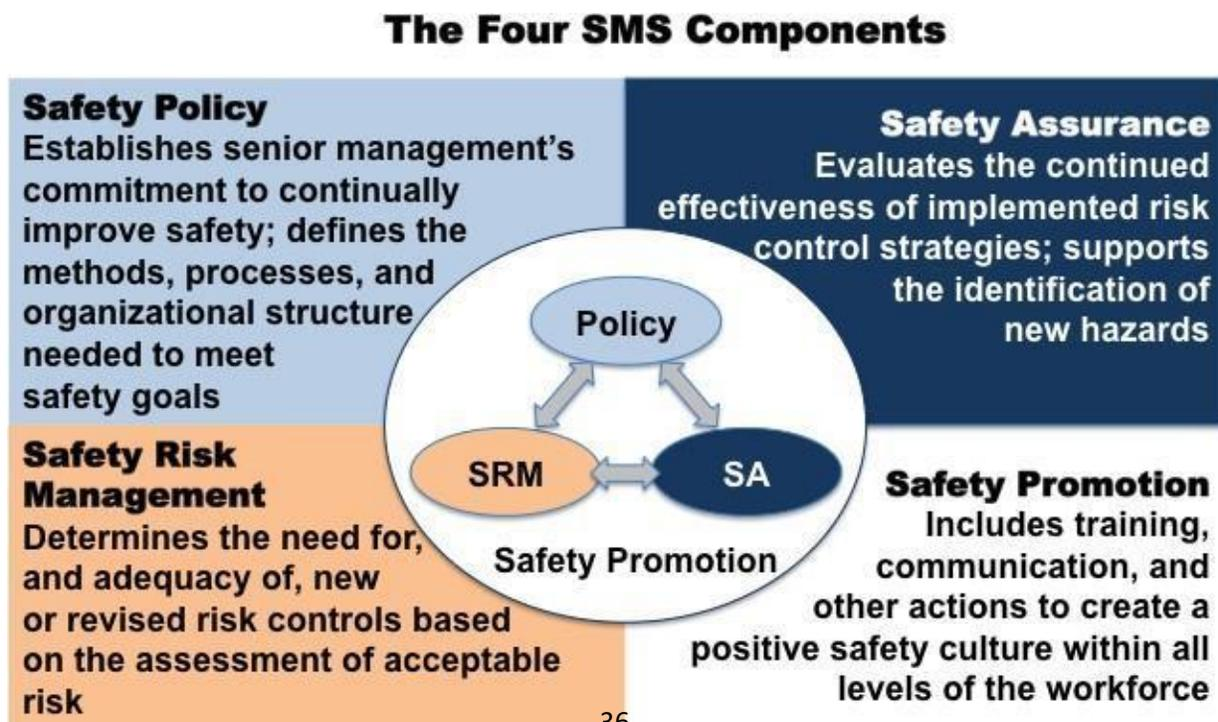 The Four SMS Components
Safety Policy
Establishes senior management’s
commitment to continually
improve safety; defines the
methods, processes, and
organizational structure
needed to meet
safety goals
Safety Assurance
Evaluates the continued
effectiveness of implemented risk
control strategies; supports
the identification of
new hazards
Policy
SRM
SA
Safety Promotion
Safety Risk
Management
Determines the need for,
and adequacy of, new
or revised risk controls based
on the assessment of acceptable
risk
Safety Promotion
Includes training,
communication, and
other actions to create a
positive safety culture within all
levels of the workforce
36